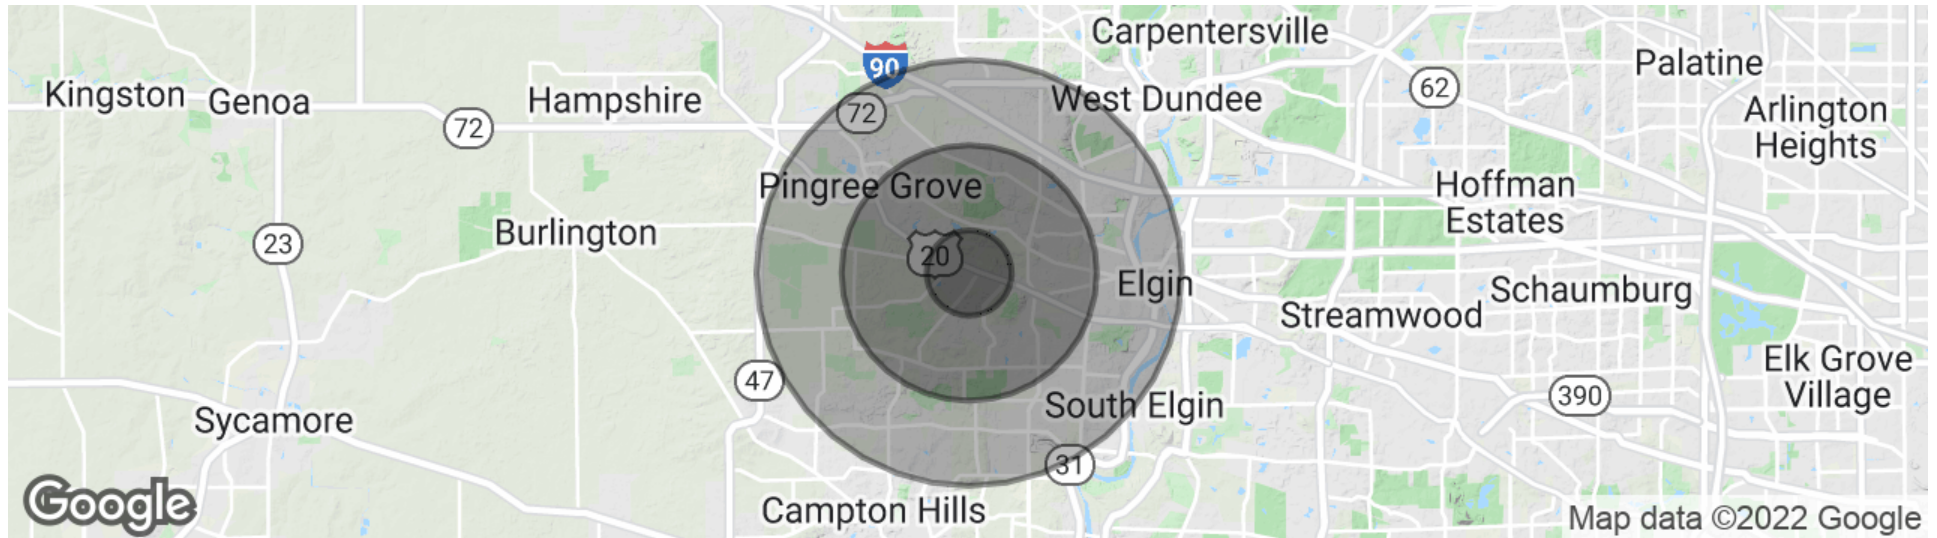 Carpentersville
90
Palatine
62
Kingston
Genoa
Hampshire
West Dundee
72
72
Arlington
Heights
Pingree Grove
Hoffman
Estates
Burlington
23
20
Elgin
Schaumburg
Streamwood
Elk Grove
Village
47
390
South Elgin
Sycamore
31
Google
Campton Hills
Map data ©2022 Google